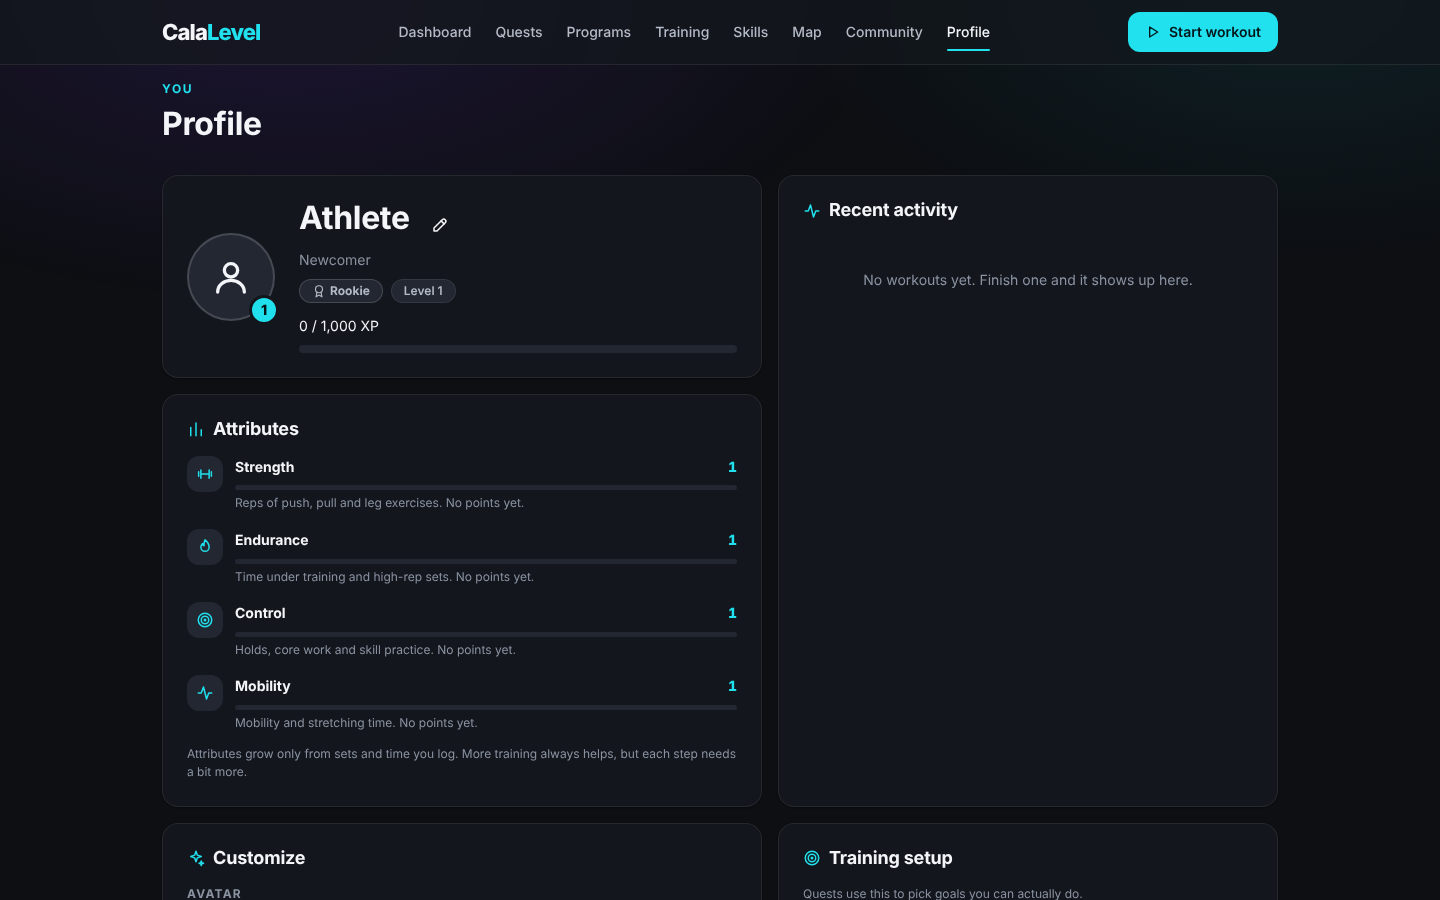 CalaLevel
Dashboard
Quests
Programs
Training
Skills
Map
Community
Profile
Start workout
YOU
Profile
Athlete
Newcomer
Rookie
Level 1
1
0 / 1,000 XP
Recent activity
No workouts yet. Finish one and it shows up here.
Attributes
Strength
1
Reps of push, pull and leg exercises. No points yet.
Endurance
1
Time under training and high-rep sets. No points yet.
Control
1
Holds, core work and skill practice. No points yet.
Mobility
1
Mobility and stretching time. No points yet.
Attributes grow only from sets and time you log. More training always helps, but each step needs
a bit more.
Customize
AVATAR
Training setup
Quests use this to pick goals you can actually do.